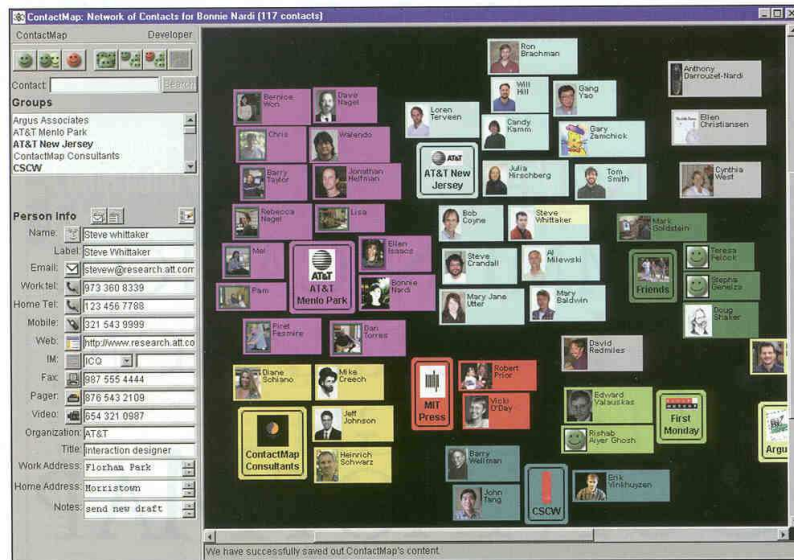 ContactMap: Network of Contacts for Bonnie Nardi (117 contacts)
ContactMap Developer
Contact: Search
Groups
Argus Associates
AT&T Menlo Park
AT&T New Jersey
ContactMap Consultants
CSCW
Person Info
Name: Steve whittaker
Label: Steve Whittaker
Email: stevew@research.att.com
Work tel: 973 360 8339
Home Tel: 123 456 7788
Mobile: 321 543 9999
Web: http://www.research.att.co
IM: ICQ
Fax: 987 555 4444
Pager: 876 543 2109
Video: 654 321 0987
Organization: AT&T
Title: interaction designer
Work Address: Florham Park
Home Address: Morristown
Notes: send new draft
Ron
Brachman
Will
Hill
Gang
Yao
Anthony
Darrouzet-Nardi
Bernice
Won
Dave
Nagel
Loren
Terveen
Candy
Kamm
Gary
Zamchick
Ellen
Christiansen
Chris
Walendo
AT&T
AT&T New
Jersey
Julia
Hirschberg
Tom
Smith
Cynthia
West
Barry
Taylor
Jonathan
Helfman
Rebecca
Nagel
Lisa
Bob
Coyne
Steve
Whittaker
Mark
Goldstein
Mel
Ellen
Isaacs
AT&T
AT&T
Menlo Park
Steve
Crandall
Al
Milewski
Teresa
Felock
Friends
Pam
Bonnie
Nardi
Mary Jane
Utter
Mary
Baldwin
Stepha
Genelza
Doug
Shaker
Piret
Fesmire
Dan
Torres
David
Redmiles
Diane
Schiano
Mike
Creech
MIT
Press
Robert
Prior
Vicki
O'Day
Edward
Valauskas
First
Monday
Jeff
Johnson
ContactMap
Consultants
Rishab
Aiyer Ghosh
Argu
Heinrich
Schwarz
Barry
Wellman
John
Tang
CSCW
Erik
Vinkhuyzen
We have successfully saved out ContactMap's content.